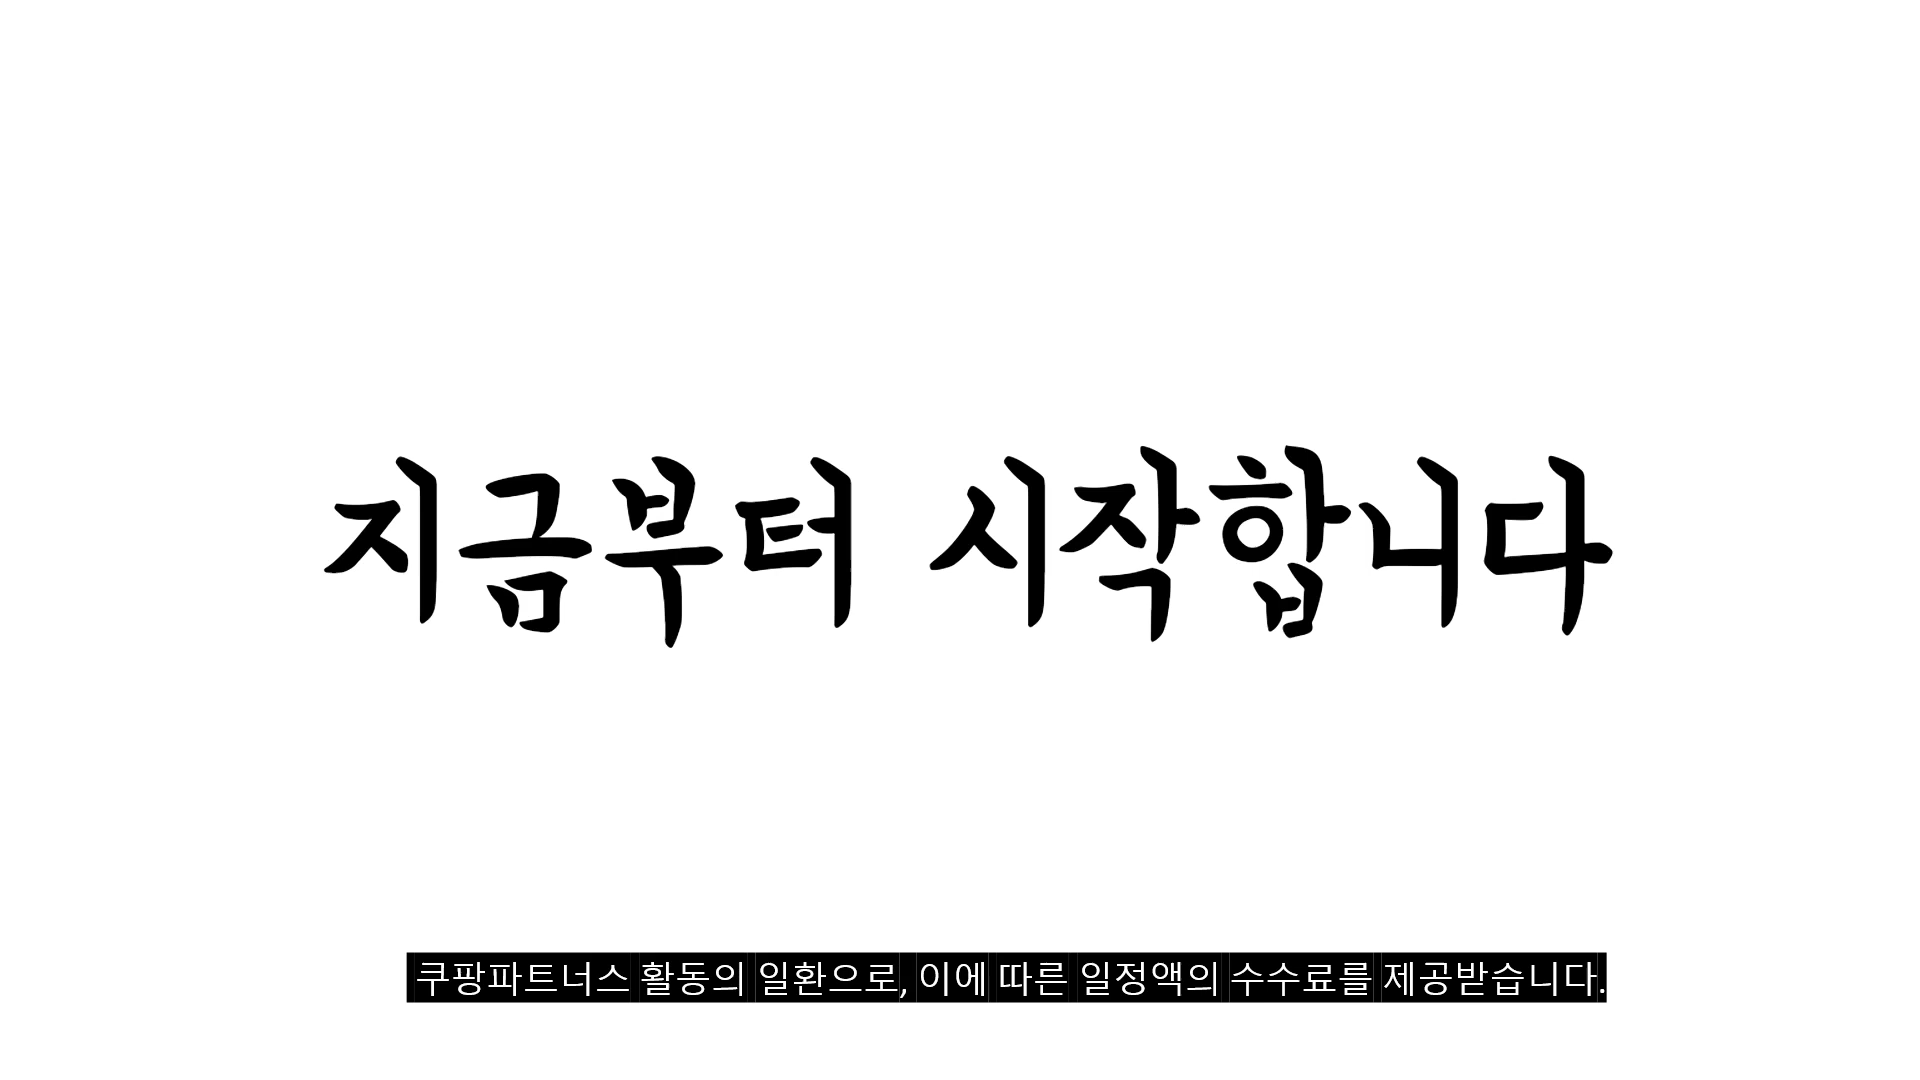 지금부터 시작합니다
쿠팡파트너스 활동의 일환으로, 이에 따른 일정액의 수수료를 제공받습니다.